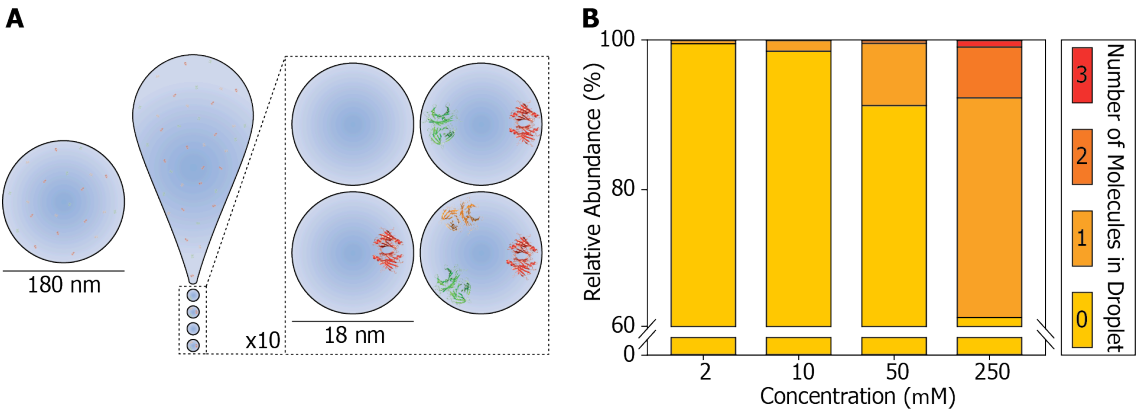 A
180 nm
x10
18 nm
B
Relative Abundance (%)
100
80
60
0
2
10
50
250
Concentration (mM)
3
2
1
0
Number of Molecules in Droplet